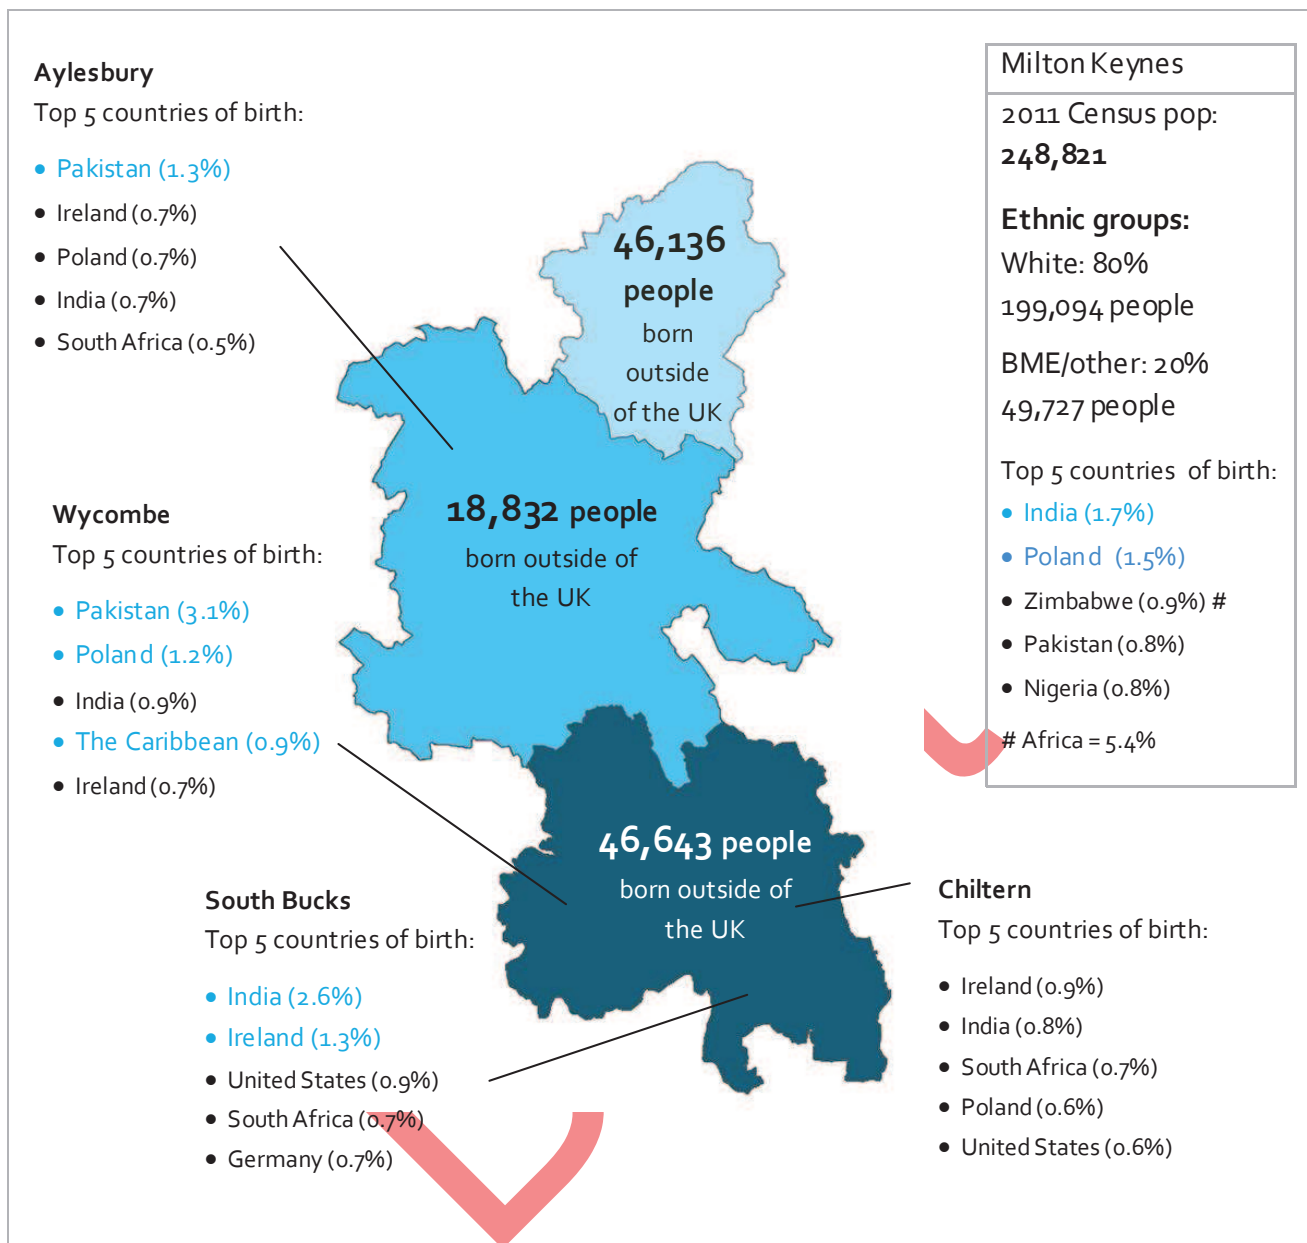 Aylesbury
Top 5 countries of birth:
• Pakistan (1.3%)
• Ireland (0.7%)
• Poland (0.7%)
• India (0.7%)
• South Africa (0.5%)
Wycombe
Top 5 countries of birth:
• Pakistan (3.1%)
• Poland (1.2%)
• India (0.9%)
• The Caribbean (0.9%)
• Ireland (0.7%)
South Bucks
Top 5 countries of birth:
• India (2.6%)
• Ireland (1.3%)
• United States (0.9%)
• South Africa (0.7%)
• Germany (0.7%)
46,136
people
born
outside
of the UK
18,832 people
born outside of
the UK
46,643 people
born outside of
the UK
Milton Keynes
2011 Census pop:
248,821
Ethnic groups:
White: 80%
199,094 people
BME/other: 20%
49,727 people
Top 5 countries of birth:
• India (1.7%)
• Poland (1.5%)
• Zimbabwe (0.9%) #
• Pakistan (0.8%)
• Nigeria (0.8%)
# Africa = 5.4%
Chiltern
Top 5 countries of birth:
• Ireland (0.9%)
• India (0.8%)
• South Africa (0.7%)
• Poland (0.6%)
• United States (0.6%)